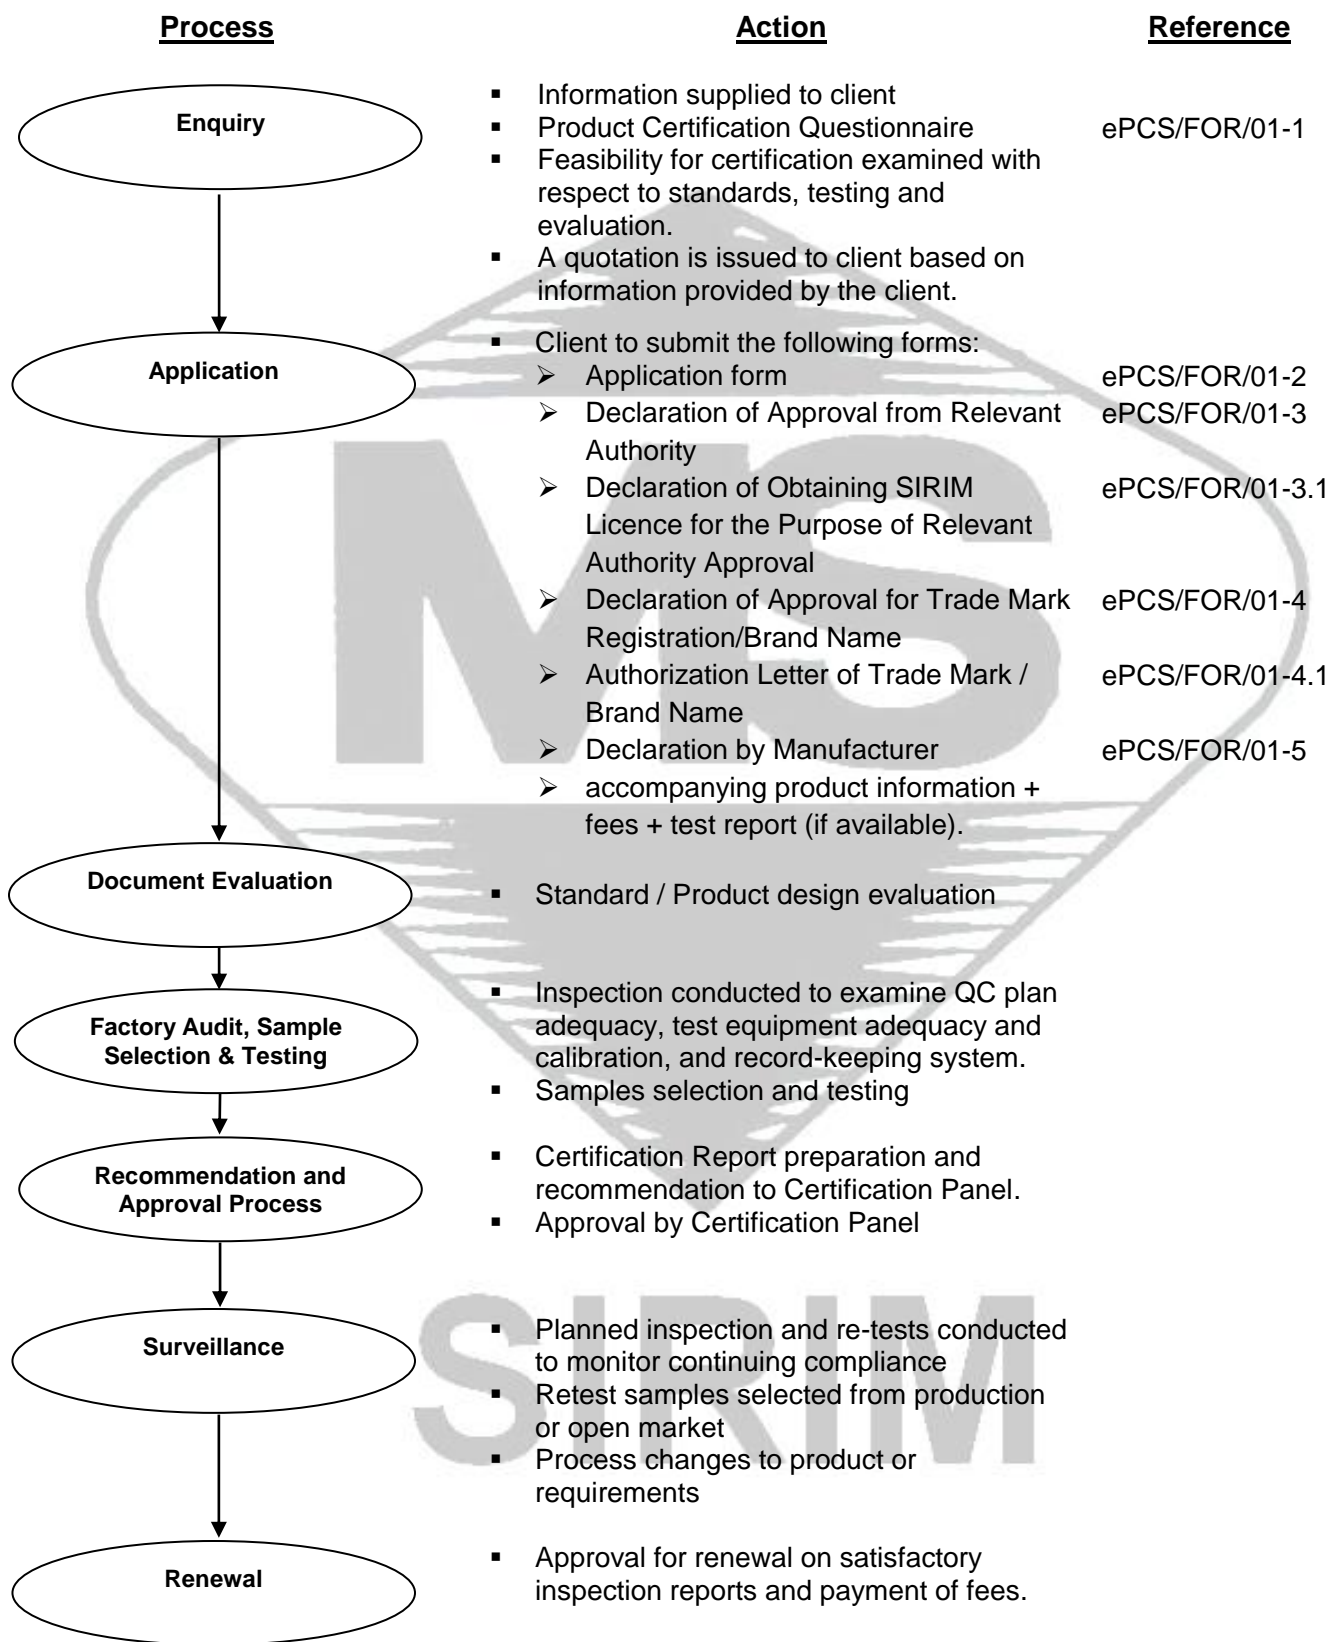 Process Action Reference
Enquiry
▪ Information supplied to client
▪ Product Certification Questionnaire ePCS/FOR/01-1
▪ Feasibility for certification examined with
respect to standards, testing and
evaluation.
▪ A quotation is issued to client based on
information provided by the client.
Application
▪ Client to submit the following forms:
➢ Application form ePCS/FOR/01-2
➢ Declaration of Approval from Relevant ePCS/FOR/01-3
Authority
➢ Declaration of Obtaining SIRIM ePCS/FOR/01-3.1
Licence for the Purpose of Relevant
Authority Approval
➢ Declaration of Approval for Trade Mark ePCS/FOR/01-4
Registration/Brand Name
➢ Authorization Letter of Trade Mark / ePCS/FOR/01-4.1
Brand Name
➢ Declaration by Manufacturer ePCS/FOR/01-5
➢ accompanying product information +
fees + test report (if available).
Document Evaluation
▪ Standard / Product design evaluation
Factory Audit, Sample
Selection & Testing
▪ Inspection conducted to examine QC plan
adequacy, test equipment adequacy and
calibration, and record-keeping system.
▪ Samples selection and testing
Recommendation and
Approval Process
▪ Certification Report preparation and
recommendation to Certification Panel.
▪ Approval by Certification Panel
Surveillance
▪ Planned inspection and re-tests conducted
to monitor continuing compliance
▪ Retest samples selected from production
or open market
▪ Process changes to product or
requirements
Renewal
▪ Approval for renewal on satisfactory
inspection reports and payment of fees.
MS
SIRIM